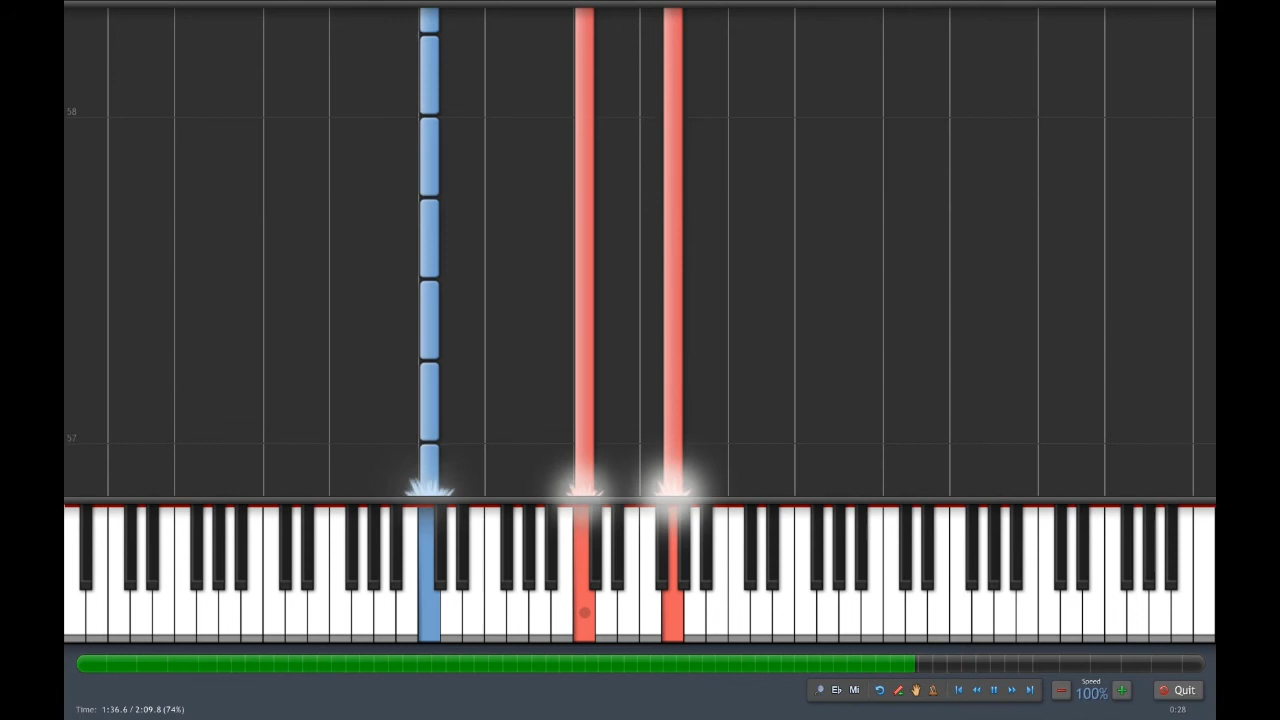 58
57
E♭ Mi
Speed
100%
Quit
Time: 1:36.6 / 2:09.8 (74%)
0:28